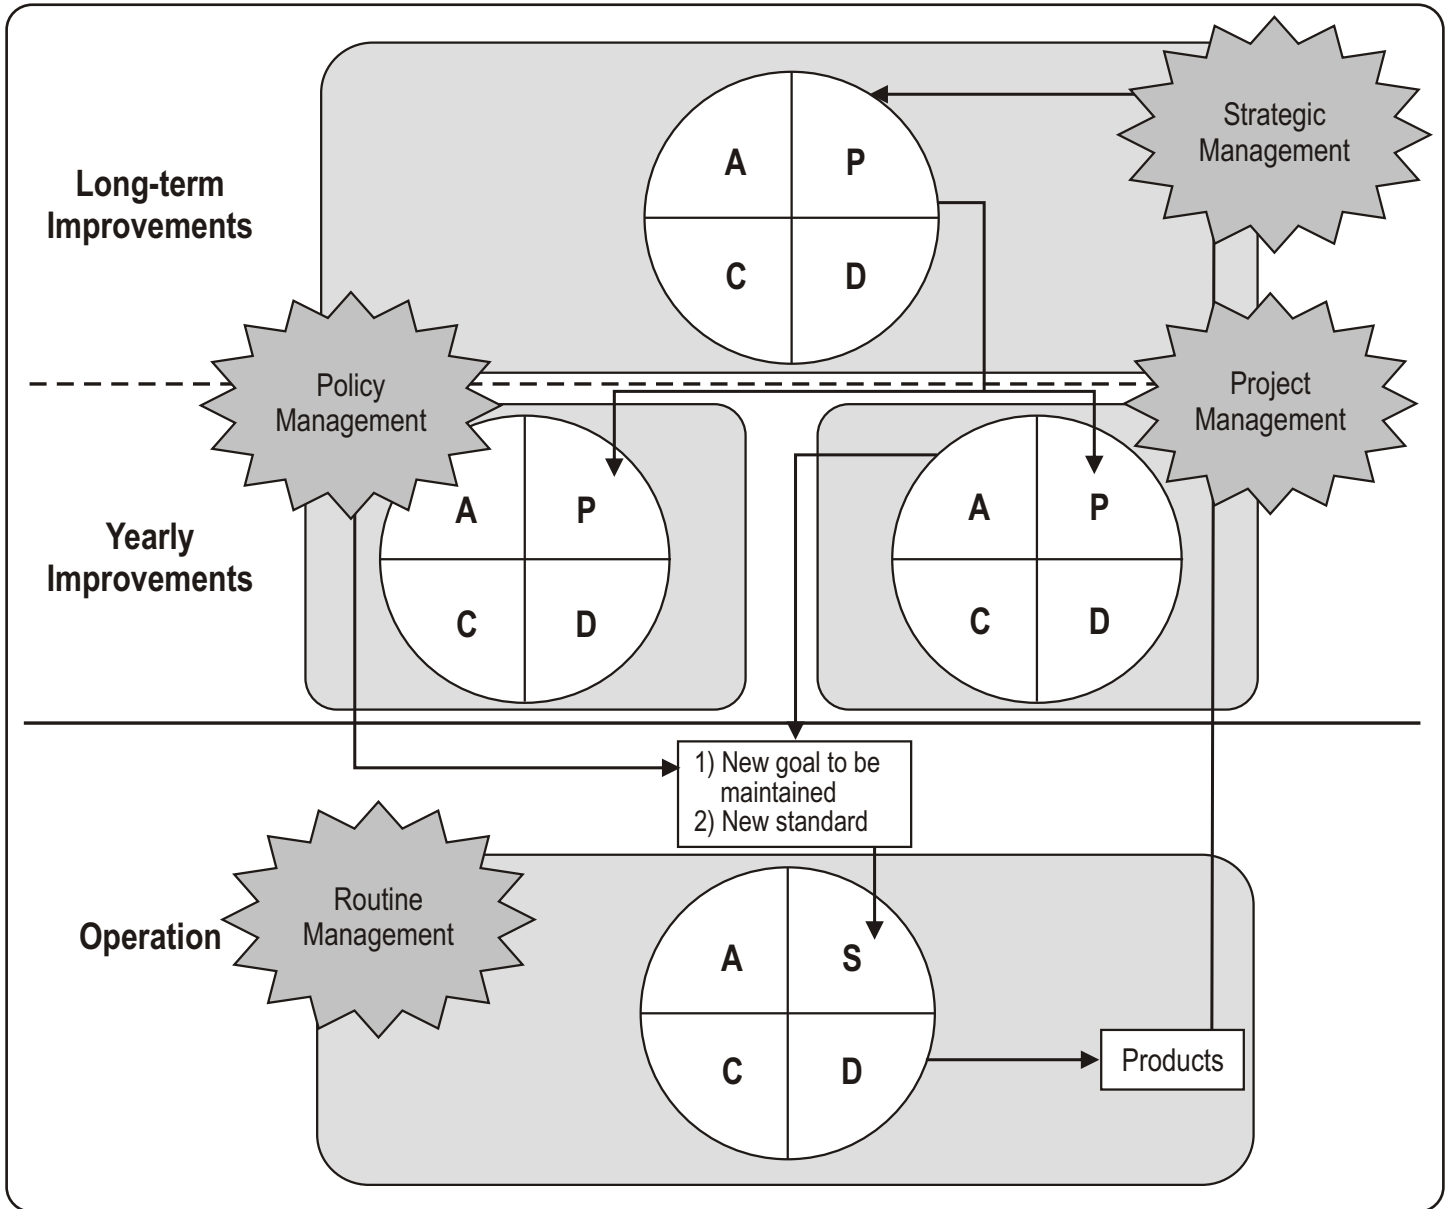 Strategic
Management
A
P
Long-term
Improvements
C
D
Policy
Management
Project
Management
A
P
A
P
Yearly
Improvements
C
D
C
D
1) New goal to be
maintained
2) New standard
Routine
Management
Operation
A
S
C
D
Products